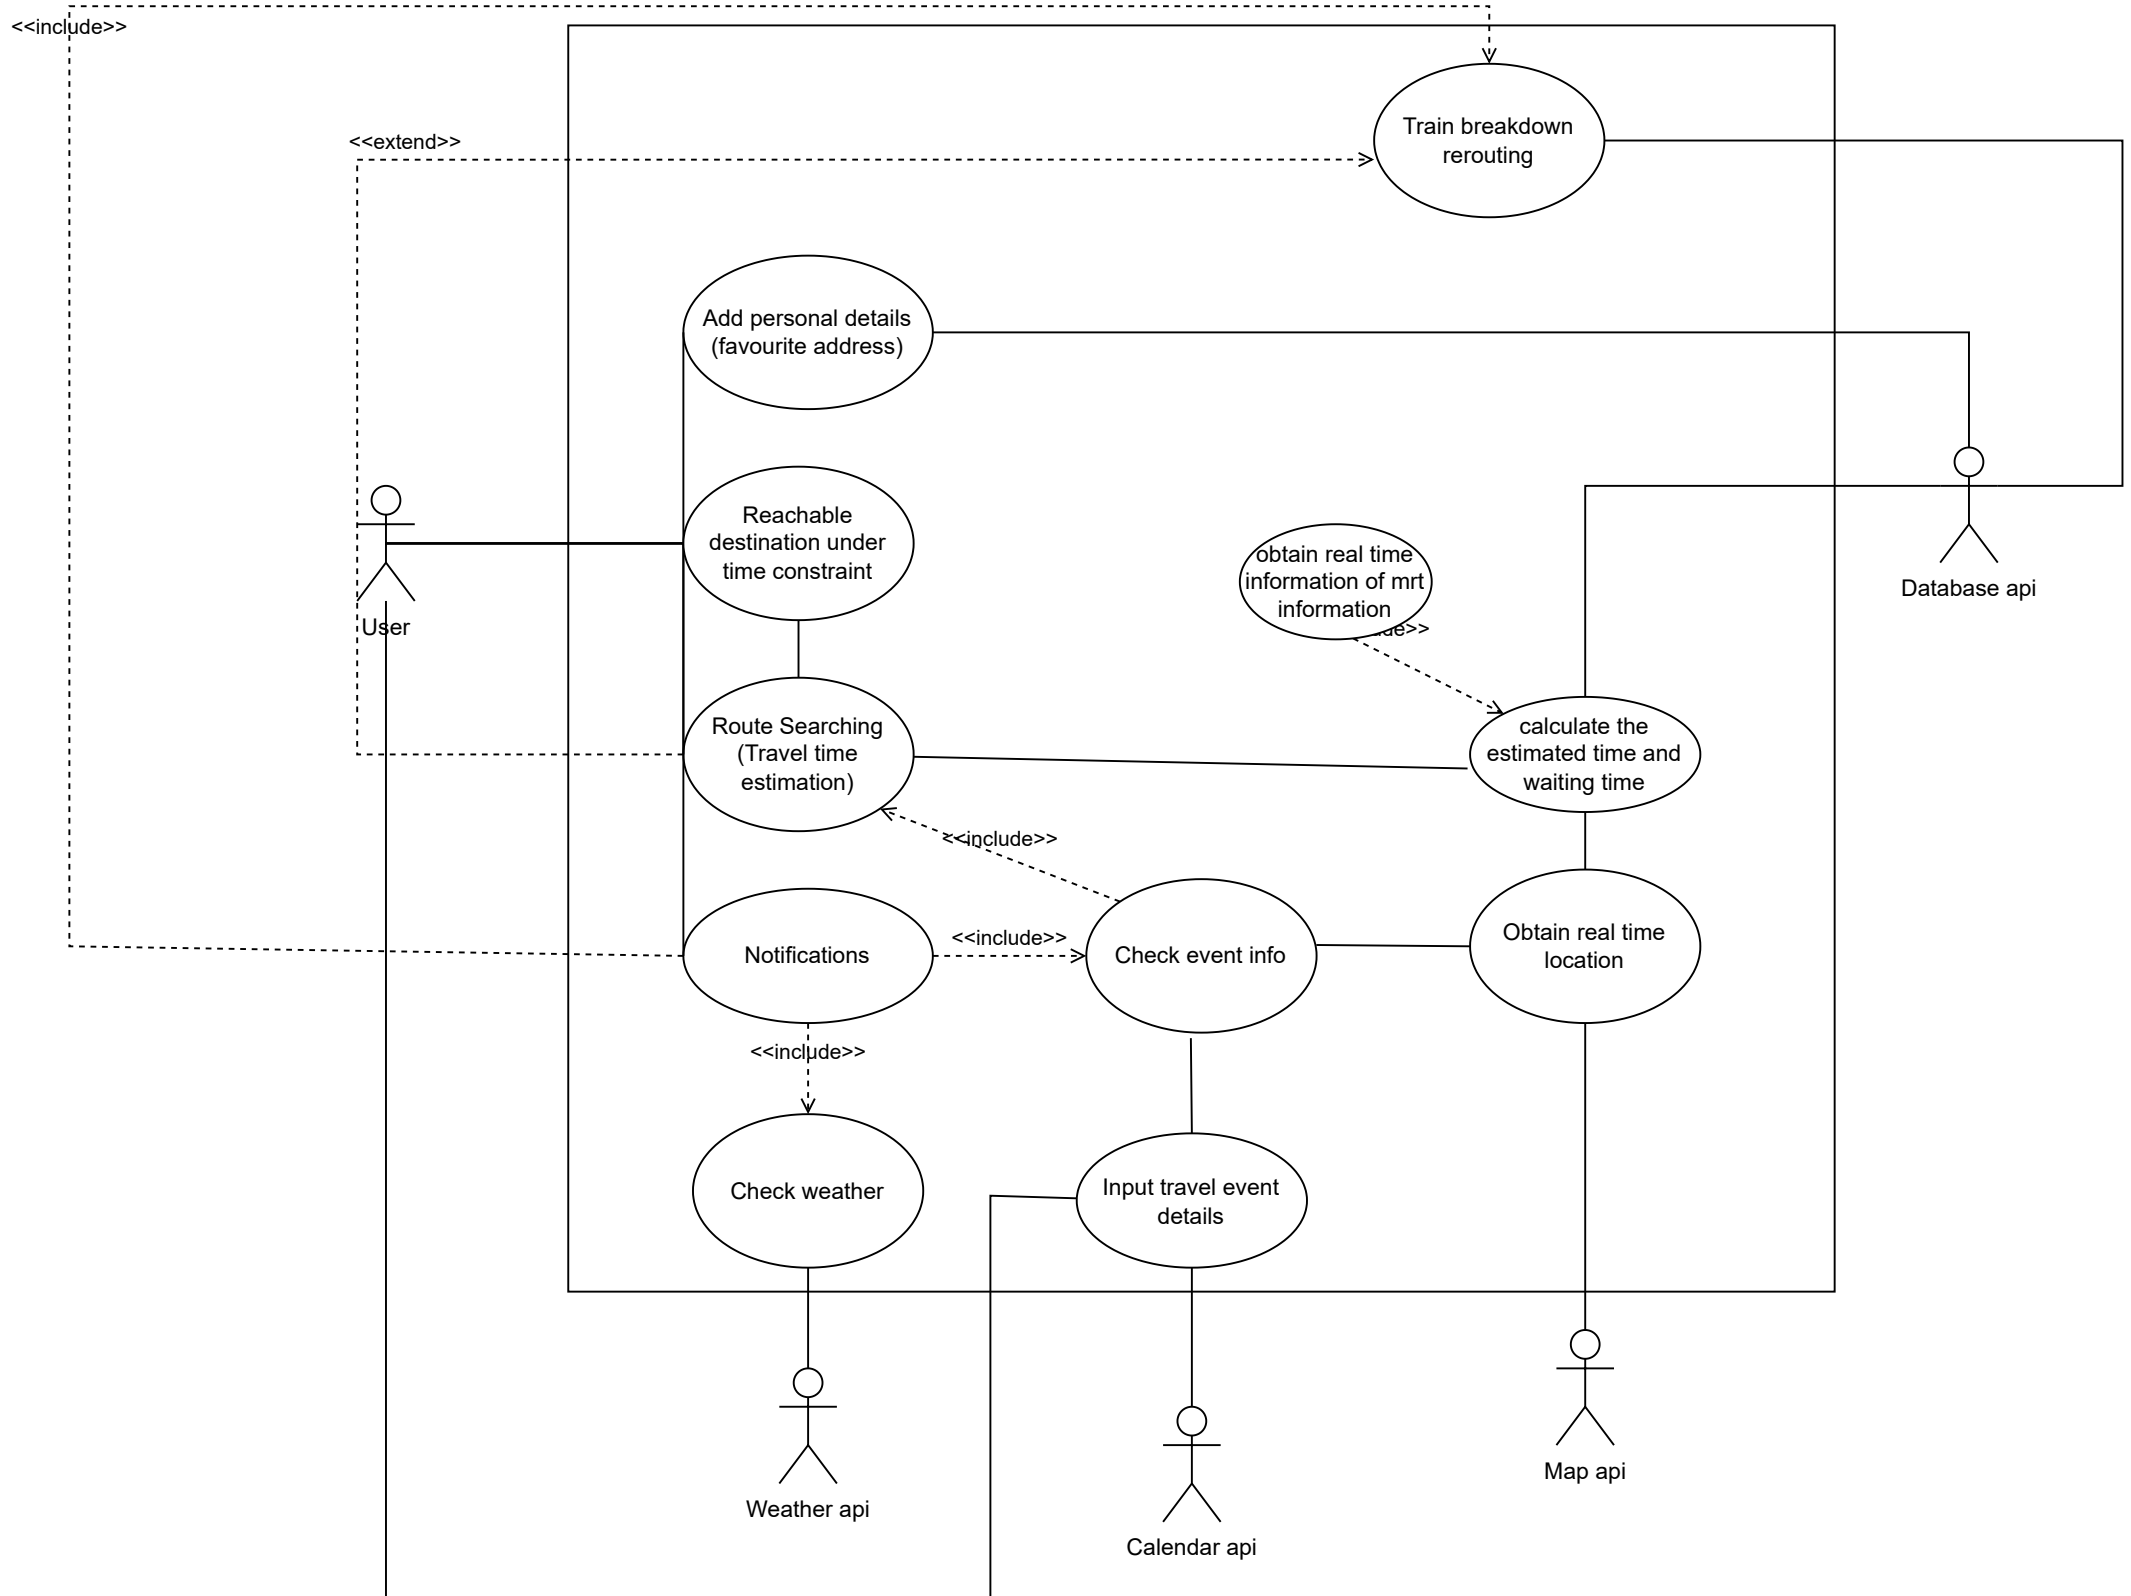 <<include>>
Train breakdown
rerouting
<<extend>>
Add personal details
(favourite address)
Reachable
destination under
time constraint
User
obtain real time
information of mrt
information
de>>
Database api
Route Searching
(Travel time
estimation)
calculate the
estimated time and
waiting time
<<include>>
Notifications
<<include>>
Check event info
Obtain real time
location
<<include>>
Check weather
Input travel event
details
Weather api
Calendar api
Map api